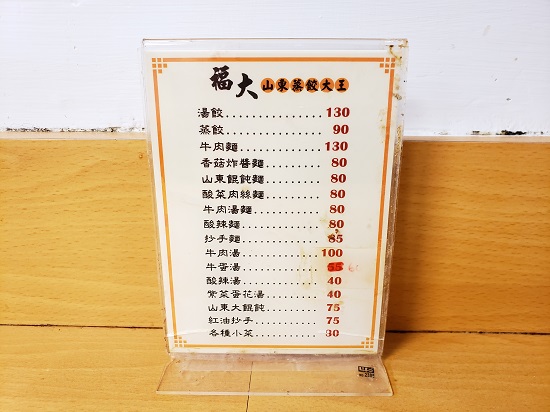 福大 山東蒸餃大王
湯餃 130
蒸餃 90
牛肉麵 130
香菇炸醬麵 80
山東餛飩麵 80
酸菜肉絲麵 80
牛肉湯麵 80
酸辣麵 80
抄手麵 85
牛肉湯 100
牛蛋湯
酸辣湯 40
紫菜蛋花湯 40
山東大餛飩 75
紅油抄手 75
各種小菜 30